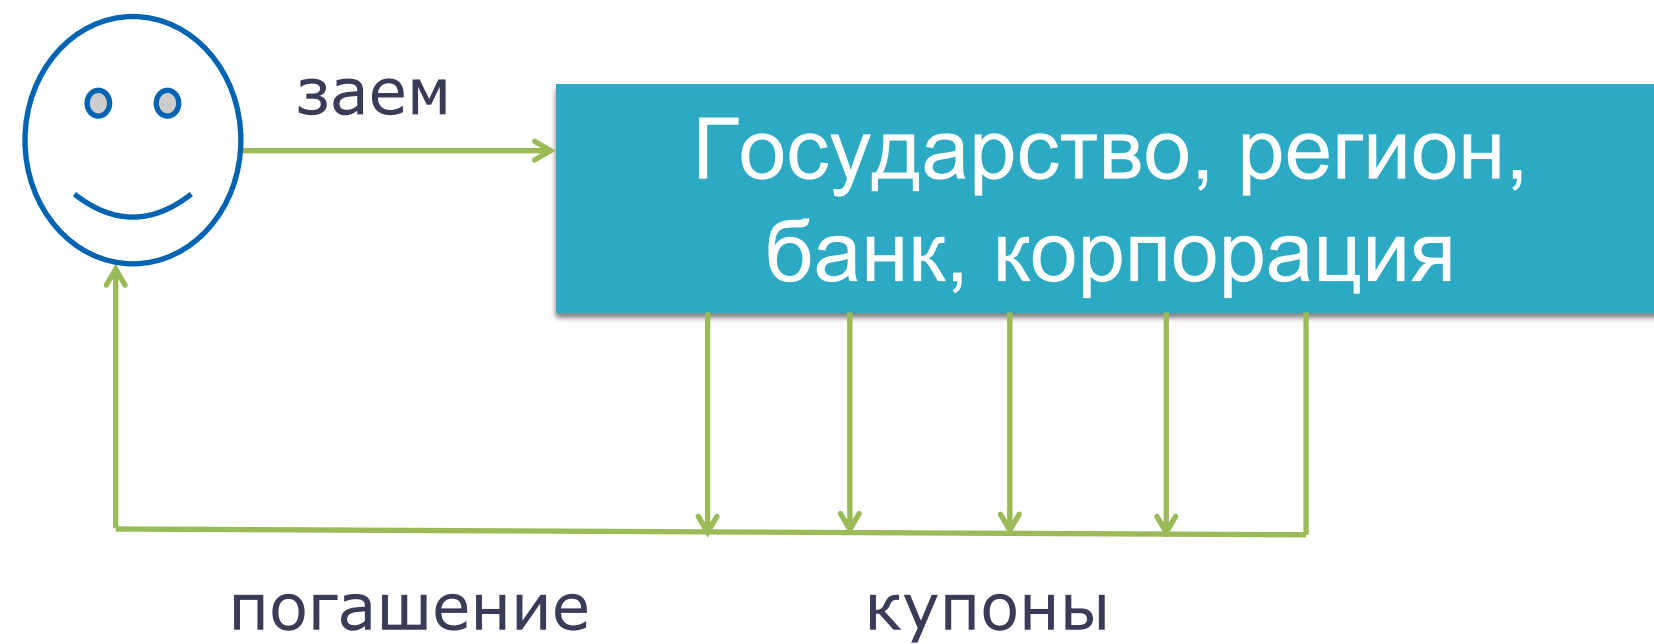 заем
Государство, регион,
банк, корпорация
погашение
купоны